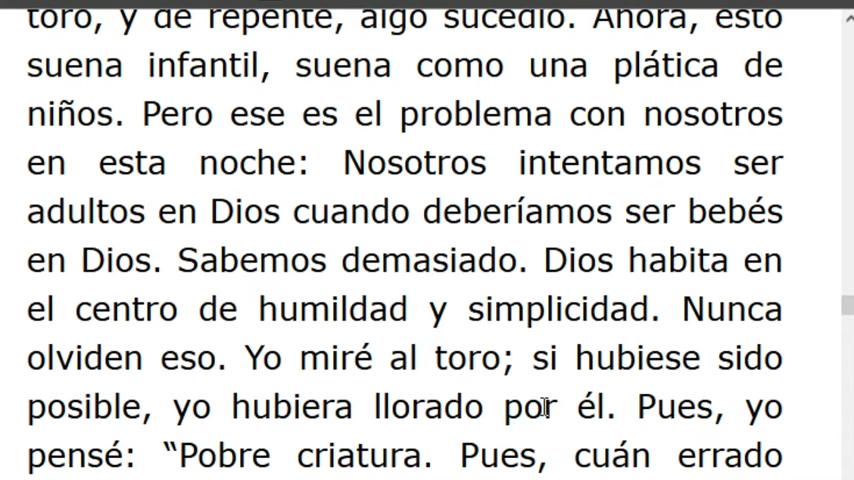 toro, y de repente, algo sucedió. Ahora, esto
suena infantil, suena como una plática de
niños. Pero ese es el problema con nosotros
en esta noche: Nosotros intentamos ser
adultos en Dios cuando deberíamos ser bebés
en Dios. Sabemos demasiado. Dios habita en
el centro de humildad y simplicidad. Nunca
olviden eso. Yo miré al toro; si hubiese sido
posible, yo hubiera llorado por él. Pues, yo
pensé: “Pobre criatura. Pues, cuán errado